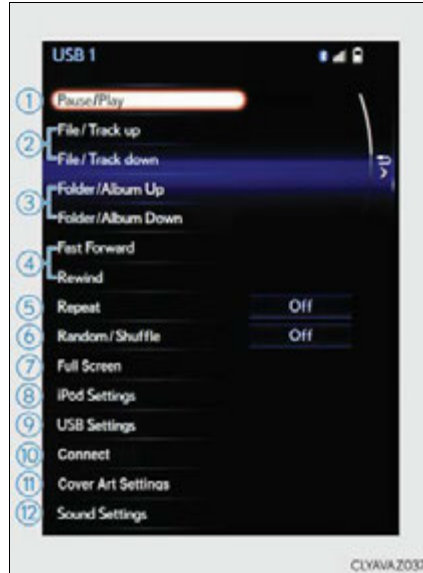 USB 1
1 Pause/Play
2 File/Track up
File/Track down
3 Folder/Album Up
Folder/Album Down
4 Fast Forward
Rewind
5 Repeat Off
6 Random/Shuffle Off
7 Full Screen
8 iPod Settings
9 USB Settings
10 Connect
11 Cover Art Settings
12 Sound Settings
CLYAVAZ037